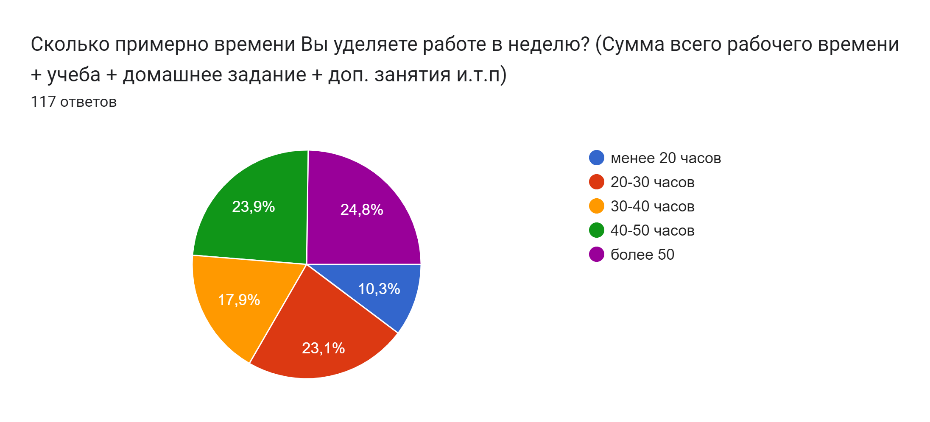 Сколько примерно времени Вы уделяете работе в неделю? (Сумма всего рабочего времени
+ учеба + домашнее задание + доп. занятия и.т.п)
117 ответов
23,9%
24,8%
17,9%
10,3%
23,1%
менее 20 часов
20-30 часов
30-40 часов
40-50 часов
более 50